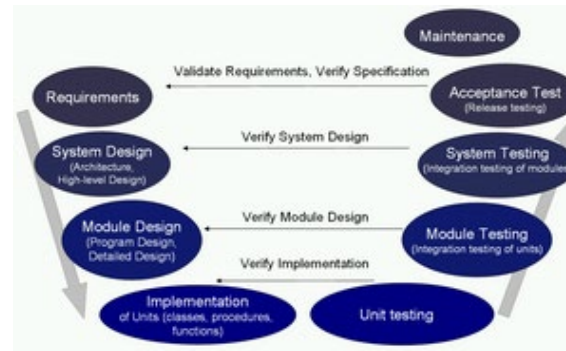 Maintenance
Validate Requirements, Verify Specification
Requirements
Acceptance Test
(Release testing)
Verify System Design
System Design
(Architecture,
High-level Design)
System Testing
(Integration testing of modules
Verify Module Design
Module Design
(Program Design,
Detailed Design)
Module Testing
(Integration testing of units)
Verify Implementation
Implementation
of Units (classes, procedures,
functions)
Unit testing